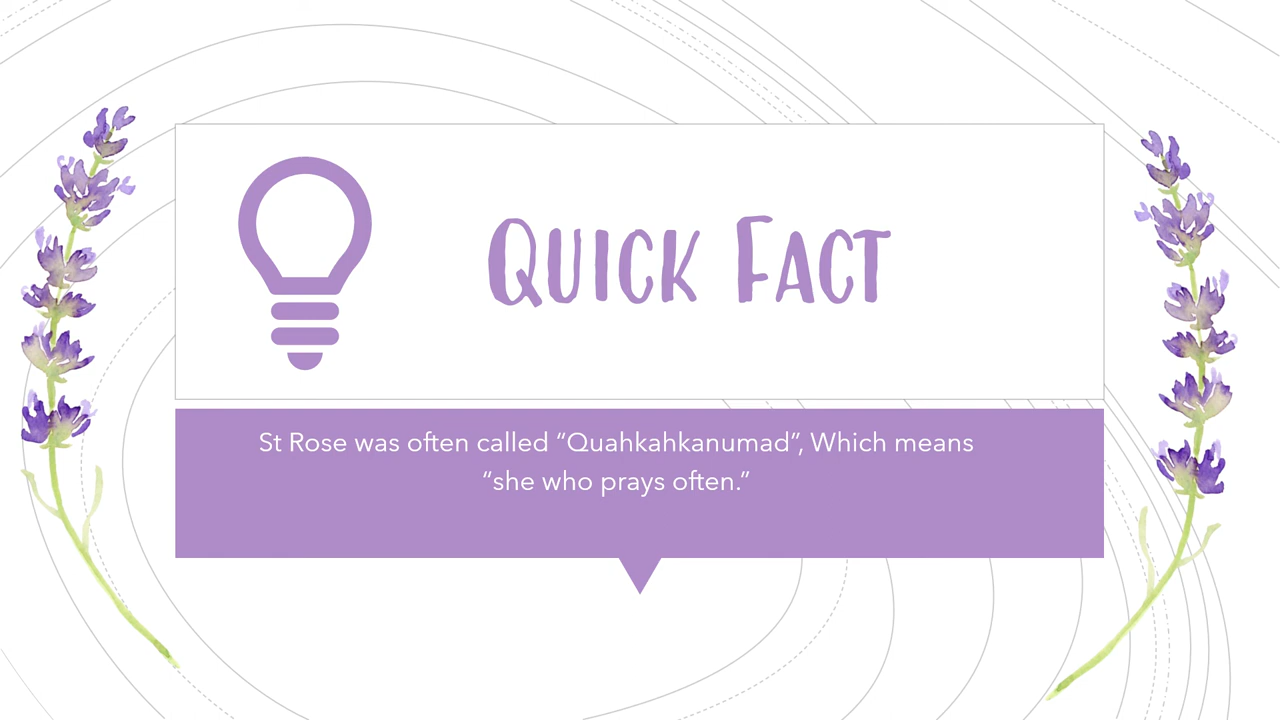 Quick Fact
St Rose was often called “Quahkahkanumad”, Which means
“she who prays often.”